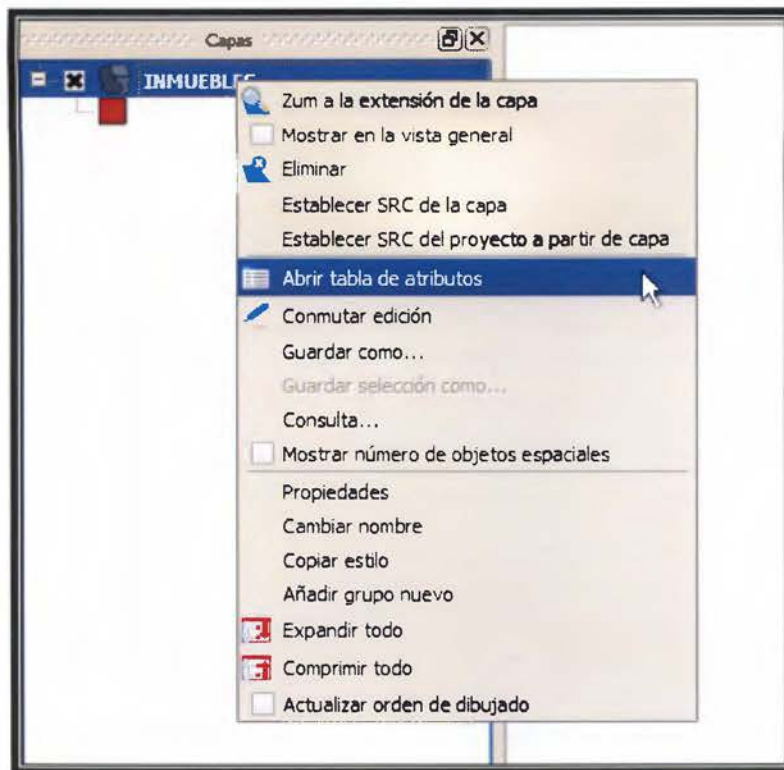 Capas
INMUEBLES
Zum a la extensión de la capa
Mostrar en la vista general
Eliminar
Establecer SRC de la capa
Establecer SRC del proyecto a partir de capa
Abrir tabla de atributos
Conmutar edición
Guardar como...
Guardar selección como...
Consulta...
Mostrar número de objetos espaciales
Propiedades
Cambiar nombre
Copiar estilo
Añadir grupo nuevo
Expandir todo
Comprimir todo
Actualizar orden de dibujado